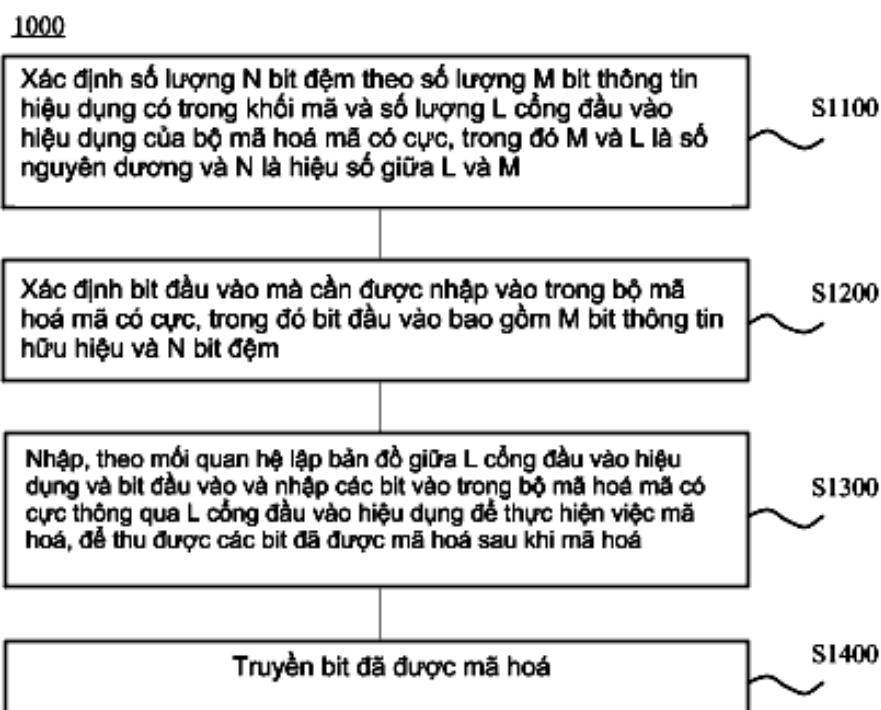 1000
Xác định số lượng N bit đệm theo số lượng M bit thông tin
hiệu dụng có trong khối mã và số lượng L cổng đầu vào
hiệu dụng của bộ mã hoá mã có cực, trong đó M và L là số
nguyên dương và N là hiệu số giữa L và M
S1100
Xác định bit đầu vào mà cần được nhập vào trong bộ mã
hoá mã có cực, trong đó bit đầu vào bao gồm M bit thông tin
hữu hiệu và N bit đệm
S1200
Nhập, theo mối quan hệ lập bản đồ giữa L cổng đầu vào hiệu
dụng và bit đầu vào và nhập các bit vào trong bộ mã hoá mã có
cực thông qua L cổng đầu vào hiệu dụng để thực hiện việc mã
hoá, để thu được các bit đã được mã hoá sau khi mã hoá
S1300
Truyền bit đã được mã hoá
S1400